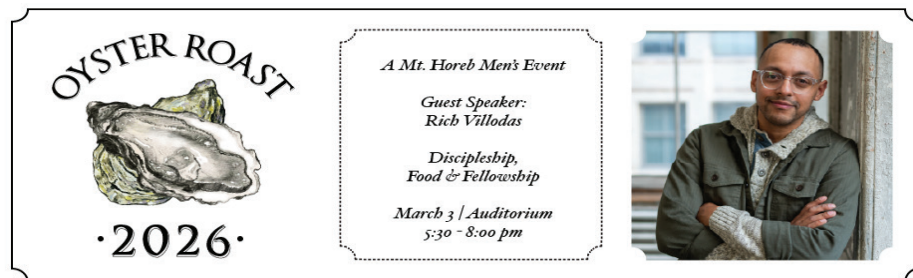 OYSTER ROAST
·2026·
A Mt. Horeb Men's Event
Guest Speaker:
Rich Villodas
Discipleship,
Food & Fellowship
March 3 | Auditorium
5:30 - 8:00 pm